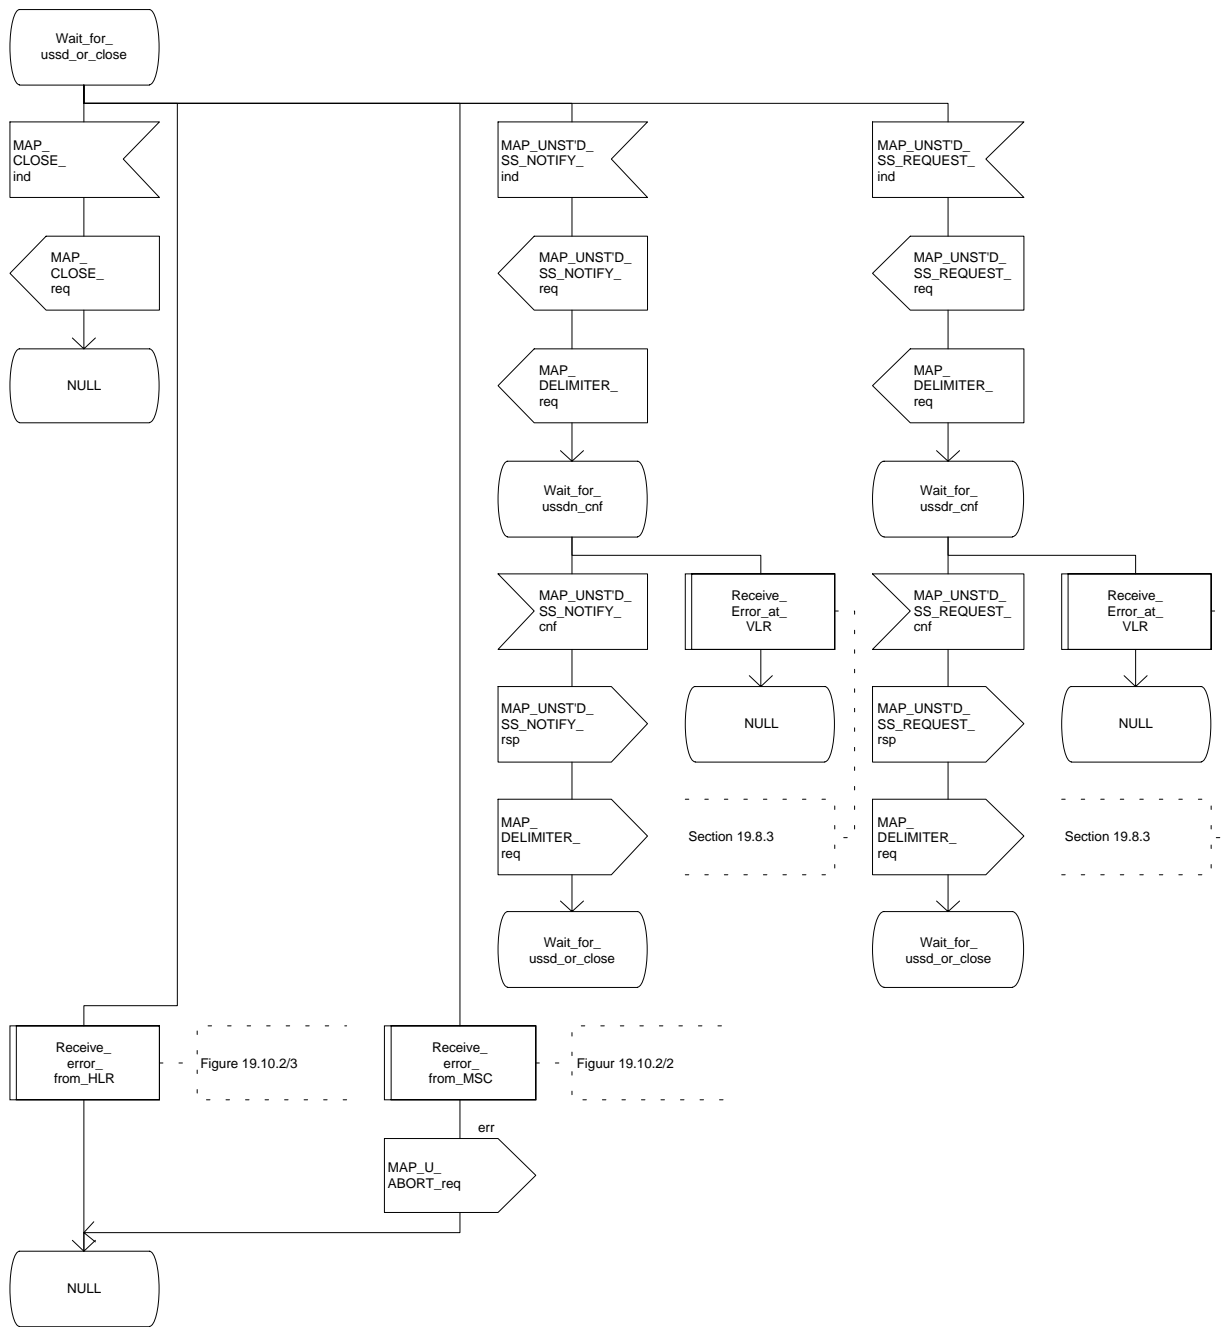 Wait_for_
ussd_or_close
MAP_
CLOSE_
ind
MAP_UNST'D_
SS_NOTIFY_
ind
MAP_UNST'D_
SS_REQUEST_
ind
MAP_
CLOSE_
req
MAP_UNST'D_
SS_NOTIFY_
req
MAP_UNST'D_
SS_REQUEST_
req
NULL
MAP_
DELIMITER_
req
MAP_
DELIMITER_
req
Wait_for_
ussdn_cnf
Wait_for_
ussdr_cnf
MAP_UNST'D_
SS_NOTIFY_
cnf
Receive_
Error_at_
VLR
MAP_UNST'D_
SS_REQUEST_
cnf
Receive_
Error_at_
VLR
MAP_UNST'D_
SS_NOTIFY_
rsp
NULL
MAP_UNST'D_
SS_REQUEST_
rsp
NULL
MAP_
DELIMITER_
req
Section 19.8.3
MAP_
DELIMITER_
req
Section 19.8.3
Wait_for_
ussd_or_close
Wait_for_
ussd_or_close
Receive_
error_
from_HLR
Figure 19.10.2/3
Receive_
error_
from_MSC
Figuur 19.10.2/2
err
MAP_U_
ABORT_req
NULL